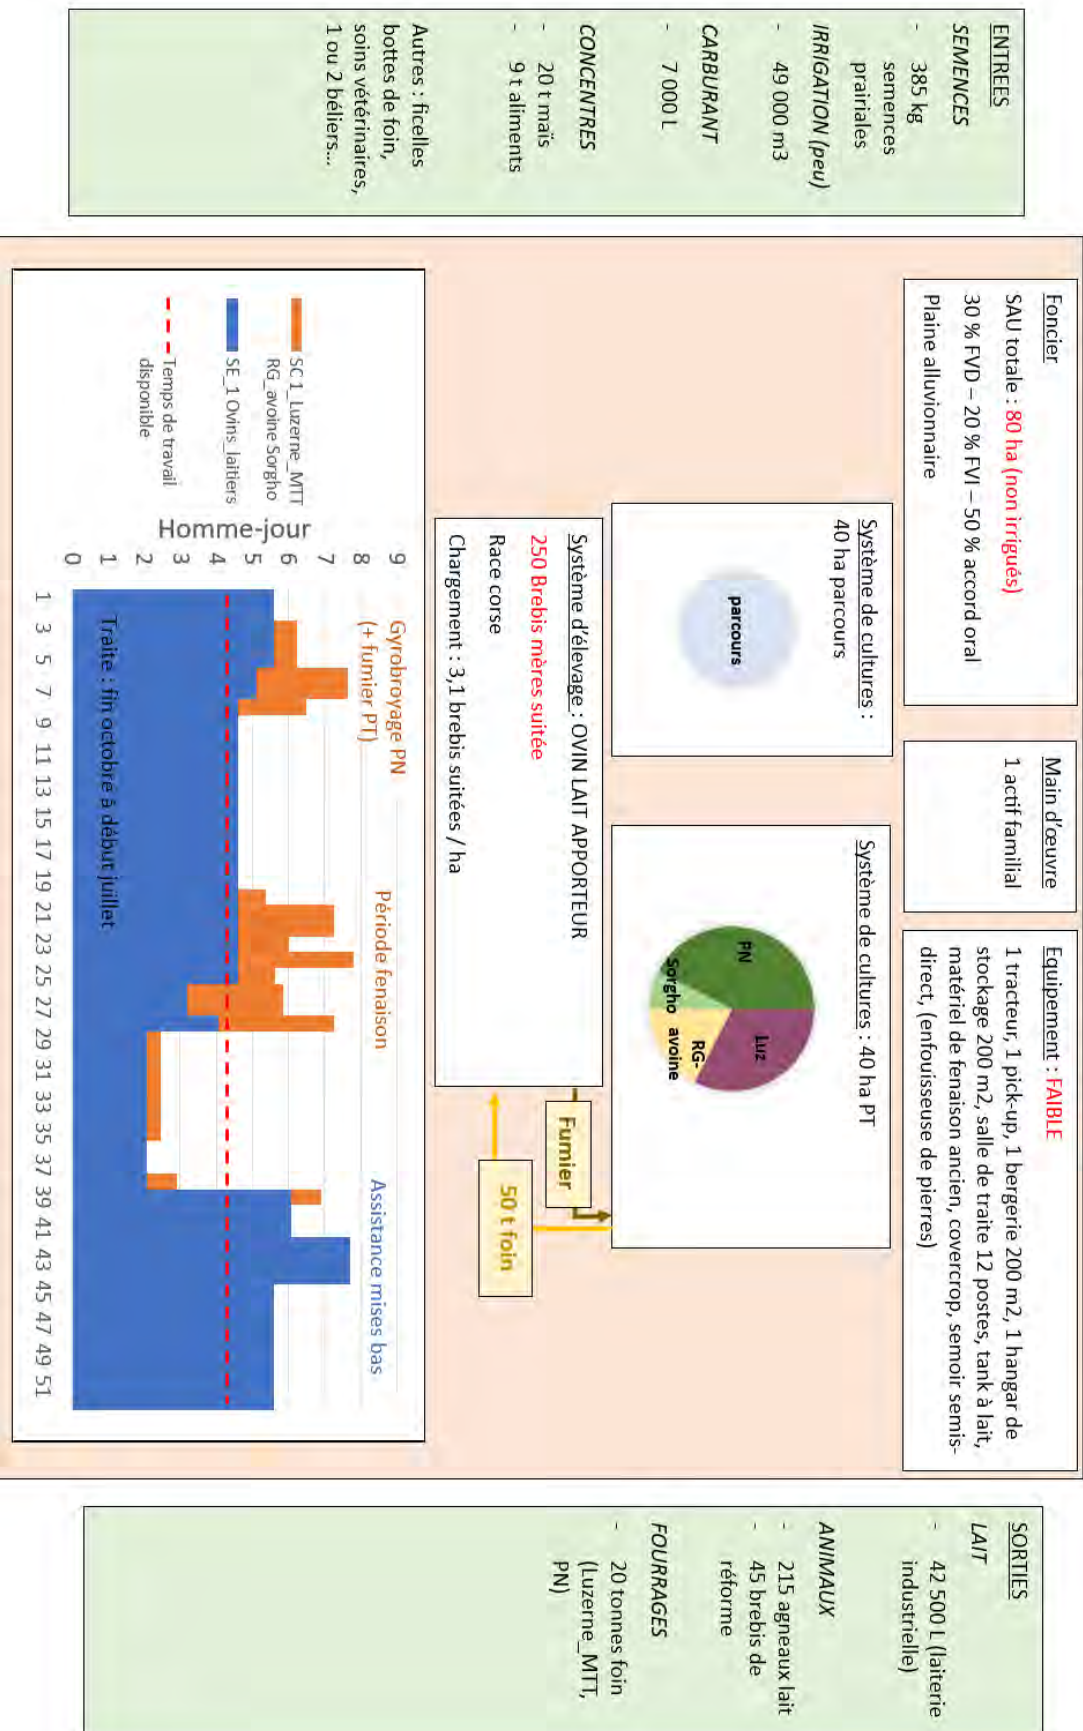 ENTREES
SEMENCES
- 385 kg
semences
prairiales
IRRIGATION (peu)
- 49 000 m3
CARBURANT
- 7 000 L
CONCENTRES
- 20 t maïs
- 9 t aliments
Autres : ficelles
bottes de foin,
soins vétérinaires,
1 ou 2 béliers...
Foncier
SAU totale : 80 ha (non irrigués)
30 % FVD – 20 % FVI – 50 % accord oral
Plaine alluvionnaire
Main d'œuvre
1 actif familial
Equipement : FAIBLE
1 tracteur, 1 pick-up, 1 bergerie 200 m2, 1 hangar de
stockage 200 m2, salle de traite 12 postes, tank à lait,
matériel de fenaison ancien, covercrop, semoir semis-
direct, (enfouisseuse de pierres)
Système de cultures :
40 ha parcours
parcours
Système de cultures : 40 ha PT
PN
Luz
Sorgho
RG-
avoine
Système d'élevage : OVIN LAIT APPORTEUR
250 Brebis mères suitée
Race corse
Chargement : 3,1 brebis suitées / ha
Fumier
50 t foin
SC 1_Luzerne_MTT
RG_avoine Sorgho
SE_1 Ovins_laitiers
Temps de travail
disponible
Homme-jour
9
8
7
6
5
4
3
2
1
0
Gyrobroyage PN
(+ fumier PT)
Période fenaison
Assistance mises bas
Traite : fin octobre à début juillet
1 3 5 7 9 11 13 15 17 19 21 23 25 27 29 31 33 35 37 39 41 43 45 47 49 51
SORTIES
LAIT
- 42 500 L (laiterie
industrielle)
ANIMAUX
- 215 agneaux lait
- 45 brebis de
réforme
FOURRAGES
- 20 tonnes foin
(Luzerne_MTT,
PN)